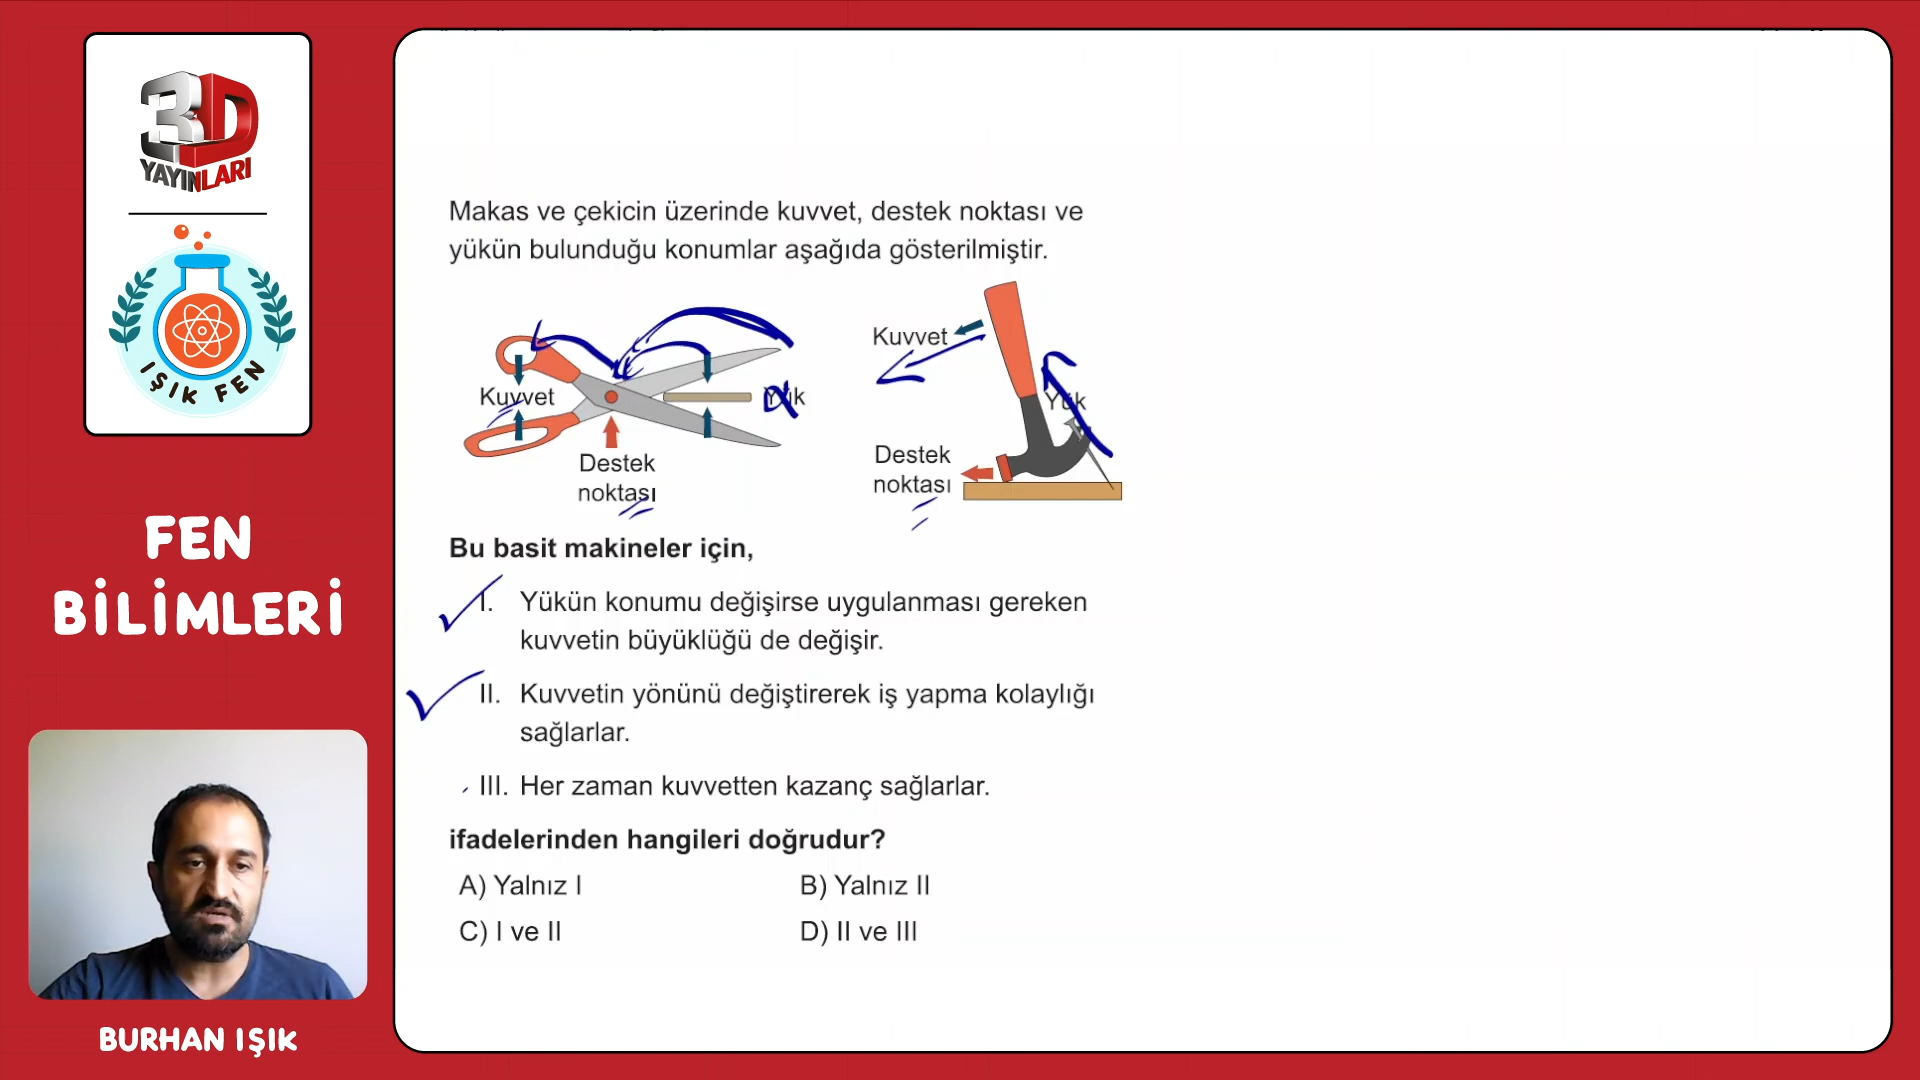 3D
YAYINLARI
IŞIK FEN
FEN
BİLİMLERİ
BURHAN IŞIK
Makas ve çekicin üzerinde kuvvet, destek noktası ve
yükün bulunduğu konumlar aşağıda gösterilmiştir.
Kuvvet
Yük
Destek
noktası
Kuvvet
Yük
Destek
noktası
Bu basit makineler için,
I. Yükün konumu değişirse uygulanması gereken
kuvvetin büyüklüğü de değişir.
II. Kuvvetin yönünü değiştirerek iş yapma kolaylığı
sağlarlar.
III. Her zaman kuvvetten kazanç sağlarlar.
ifadelerinden hangileri doğrudur?
A) Yalnız I
B) Yalnız II
C) I ve II
D) II ve III